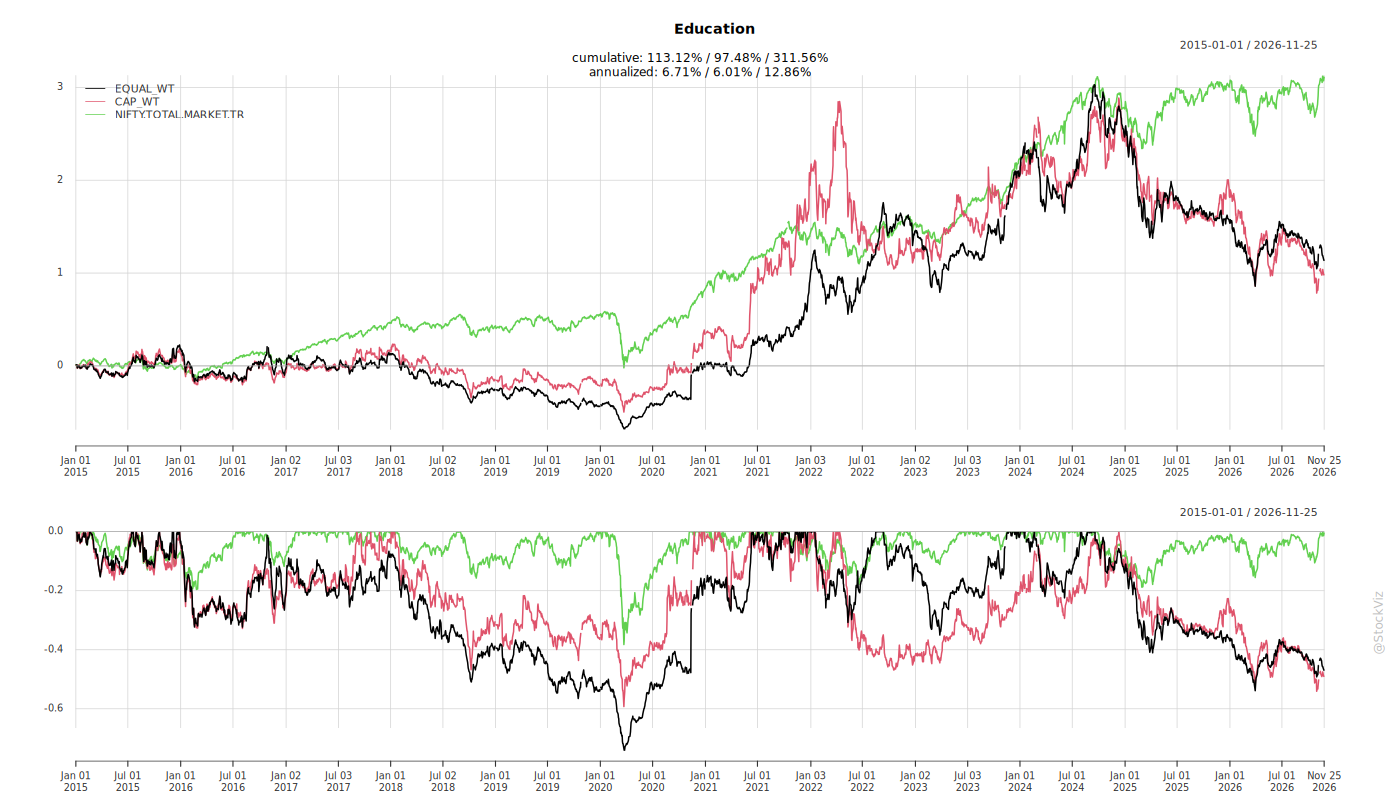 Education
2015-01-01 / 2026-11-25
cumulative: 113.12% / 97.48% / 311.56%
annualized: 6.71% / 6.01% / 12.86%
EQUAL_WT
CAP_WT
NIFTY.TOTAL.MARKET.TR
3
2
1
0
Jan 01 2015
Jul 01 2015
Jan 01 2016
Jul 01 2016
Jan 02 2017
Jul 03 2017
Jan 01 2018
Jul 02 2018
Jan 01 2019
Jul 01 2019
Jan 01 2020
Jul 01 2020
Jan 01 2021
Jul 01 2021
Jan 03 2022
Jul 01 2022
Jan 02 2023
Jul 03 2023
Jan 01 2024
Jul 01 2024
Jan 01 2025
Jul 01 2025
Jan 01 2026
Jul 01 2026
Nov 25 2026
2015-01-01 / 2026-11-25
0.0
-0.2
-0.4
-0.6
Jan 01 2015
Jul 01 2015
Jan 01 2016
Jul 01 2016
Jan 02 2017
Jul 03 2017
Jan 01 2018
Jul 02 2018
Jan 01 2019
Jul 01 2019
Jan 01 2020
Jul 01 2020
Jan 01 2021
Jul 01 2021
Jan 03 2022
Jul 01 2022
Jan 02 2023
Jul 03 2023
Jan 01 2024
Jul 01 2024
Jan 01 2025
Jul 01 2025
Jan 01 2026
Jul 01 2026
Nov 25 2026
@StockViz